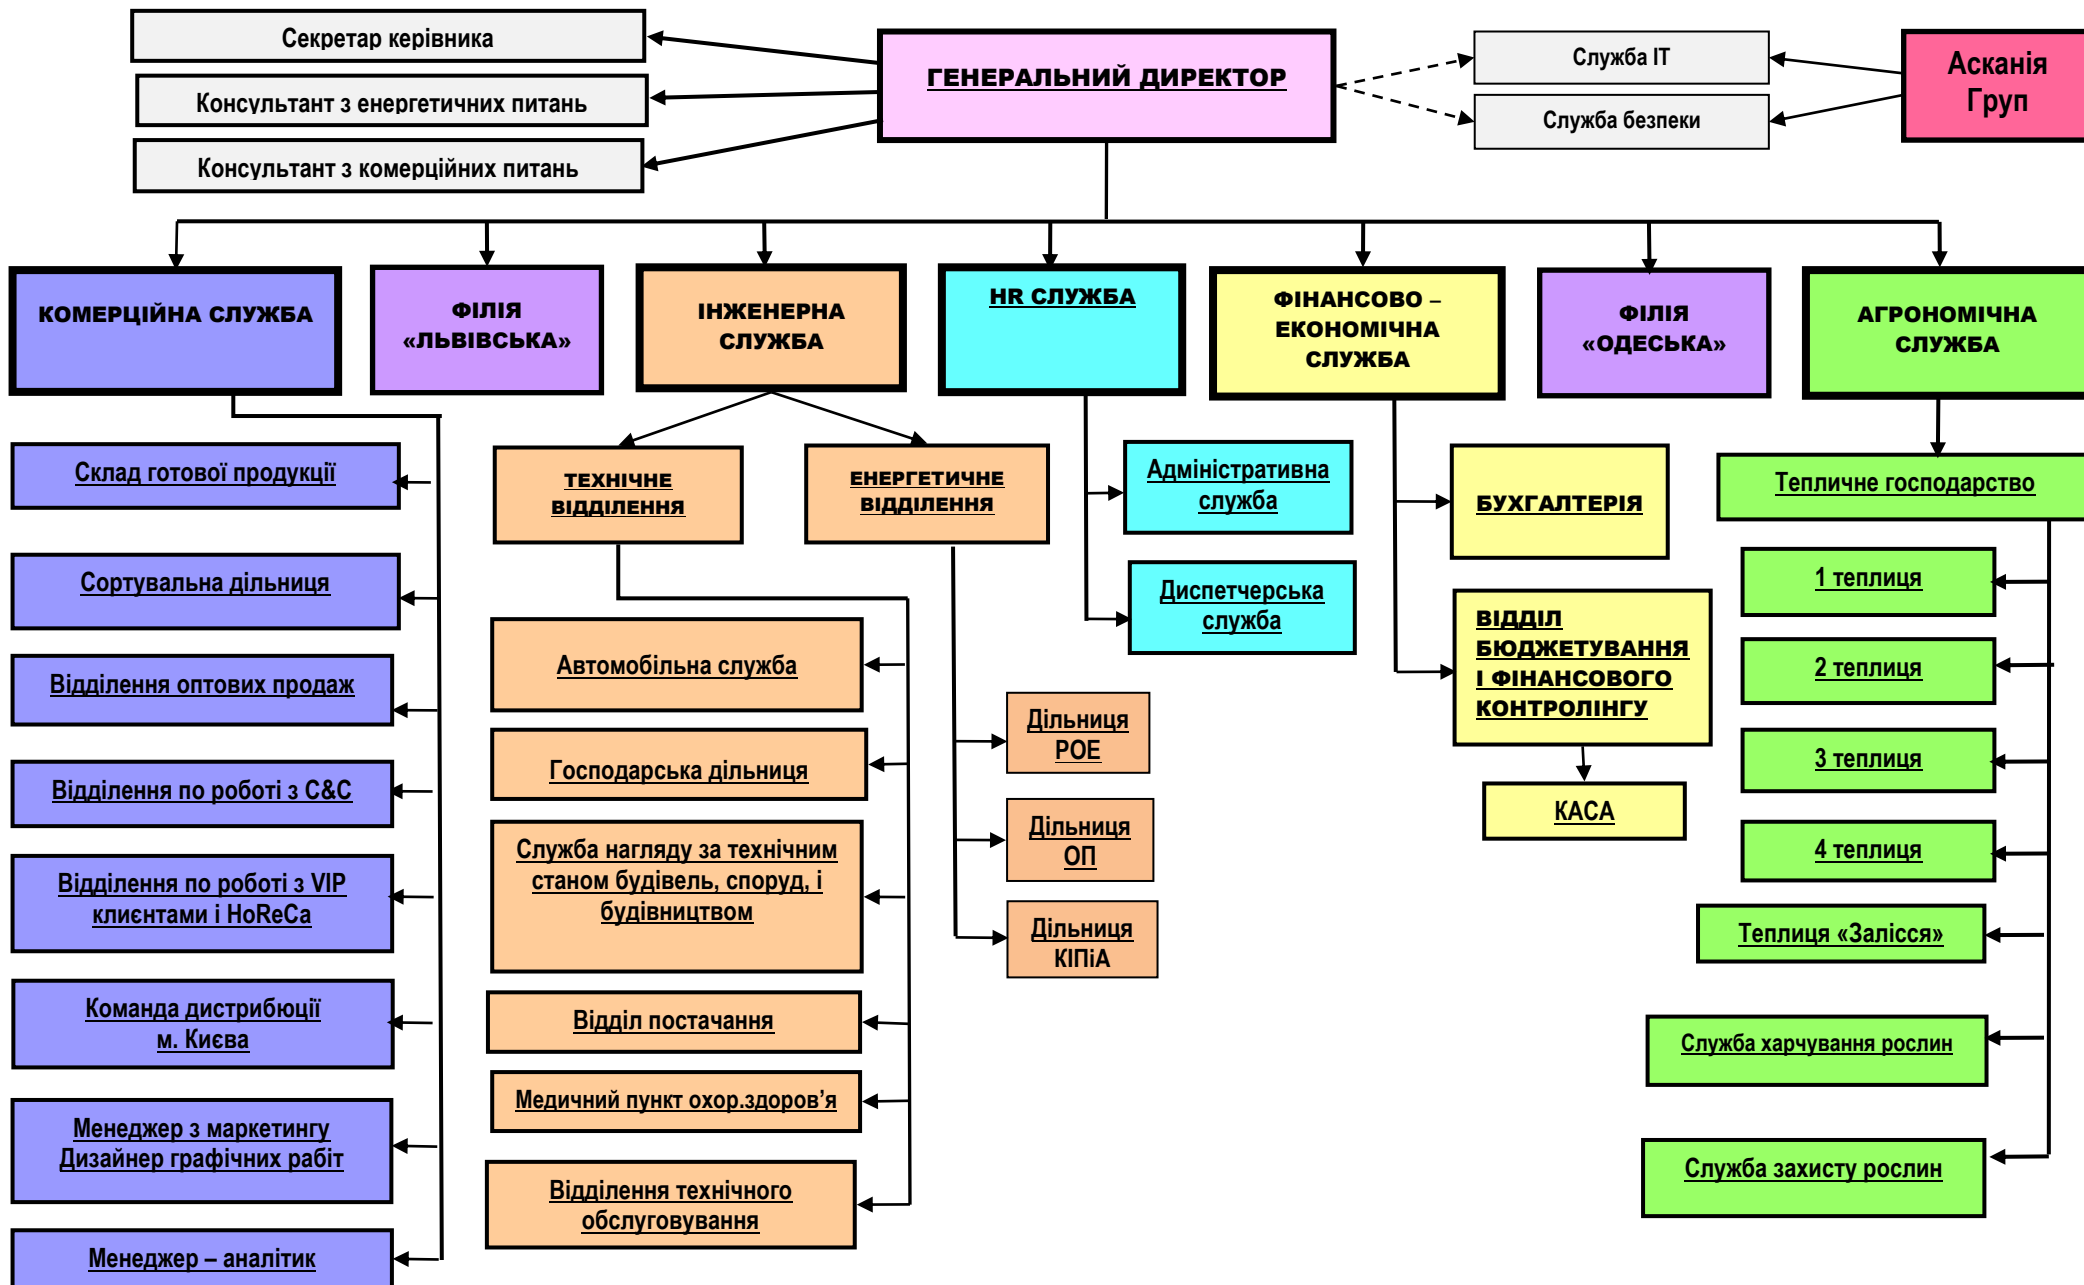 Секретар керівника
Консультант з енергетичних питань
Консультант з комерційних питань
ГЕНЕРАЛЬНИЙ ДИРЕКТОР
Служба ІТ
Служба безпеки
Асканія
Груп
КОМЕРЦІЙНА СЛУЖБА
ФІЛІЯ
«ЛЬВІВСЬКА»
ІНЖЕНЕРНА
СЛУЖБА
HR СЛУЖБА
ФІНАНСОВО –
ЕКОНОМІЧНА
СЛУЖБА
ФІЛІЯ
«ОДЕСЬКА»
АГРОНОМІЧНА
СЛУЖБА
Склад готової продукції
Сортувальна дільниця
Відділення оптових продаж
Відділення по роботі з C&C
Відділення по роботі з VIP
клиєнтами і HoReCa
Команда дистрибюції
м. Києва
Менеджер з маркетингу
Дизайнер графічних рабіт
Менеджер – аналітик
ТЕХНІЧНЕ
ВІДДІЛЕННЯ
ЕНЕРГЕТИЧНЕ
ВІДДІЛЕННЯ
Автомобільна служба
Господарська дільниця
Служба нагляду за технічним
станом будівель, споруд, і
будівництвом
Відділ постачання
Медичний пункт охор.здоров’я
Відділення технічного
обслуговування
Дільниця
РОЕ
Дільниця
ОП
Дільниця
КІПіА
Адміністративна
служба
Диспетчерська
служба
БУХГАЛТЕРІЯ
ВІДДІЛ
БЮДЖЕТУВАННЯ
І ФІНАНСОВОГО
КОНТРОЛІНГУ
КАСА
Тепличне господарство
1 теплиця
2 теплиця
3 теплиця
4 теплиця
Теплиця «Залісся»
Служба харчування рослин
Служба захисту рослин